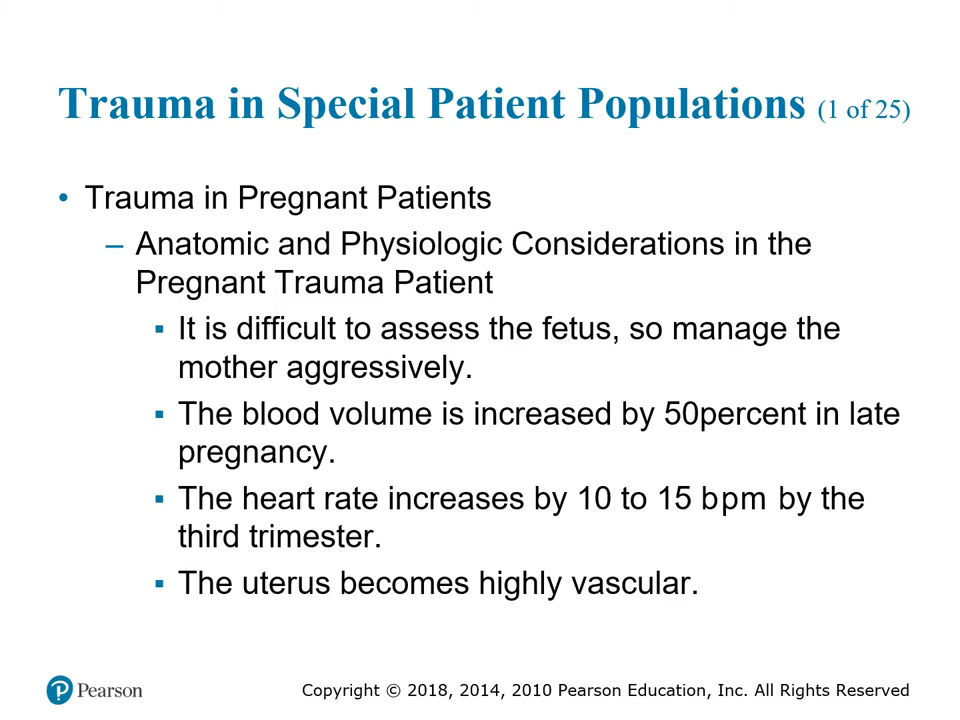 Trauma in Special Patient Populations (1 of 25)
• Trauma in Pregnant Patients
– Anatomic and Physiologic Considerations in the
Pregnant Trauma Patient
▪ It is difficult to assess the fetus, so manage the
mother aggressively.
▪ The blood volume is increased by 50percent in late
pregnancy.
▪ The heart rate increases by 10 to 15 bpm by the
third trimester.
▪ The uterus becomes highly vascular.
Pearson
Copyright © 2018, 2014, 2010 Pearson Education, Inc. All Rights Reserved